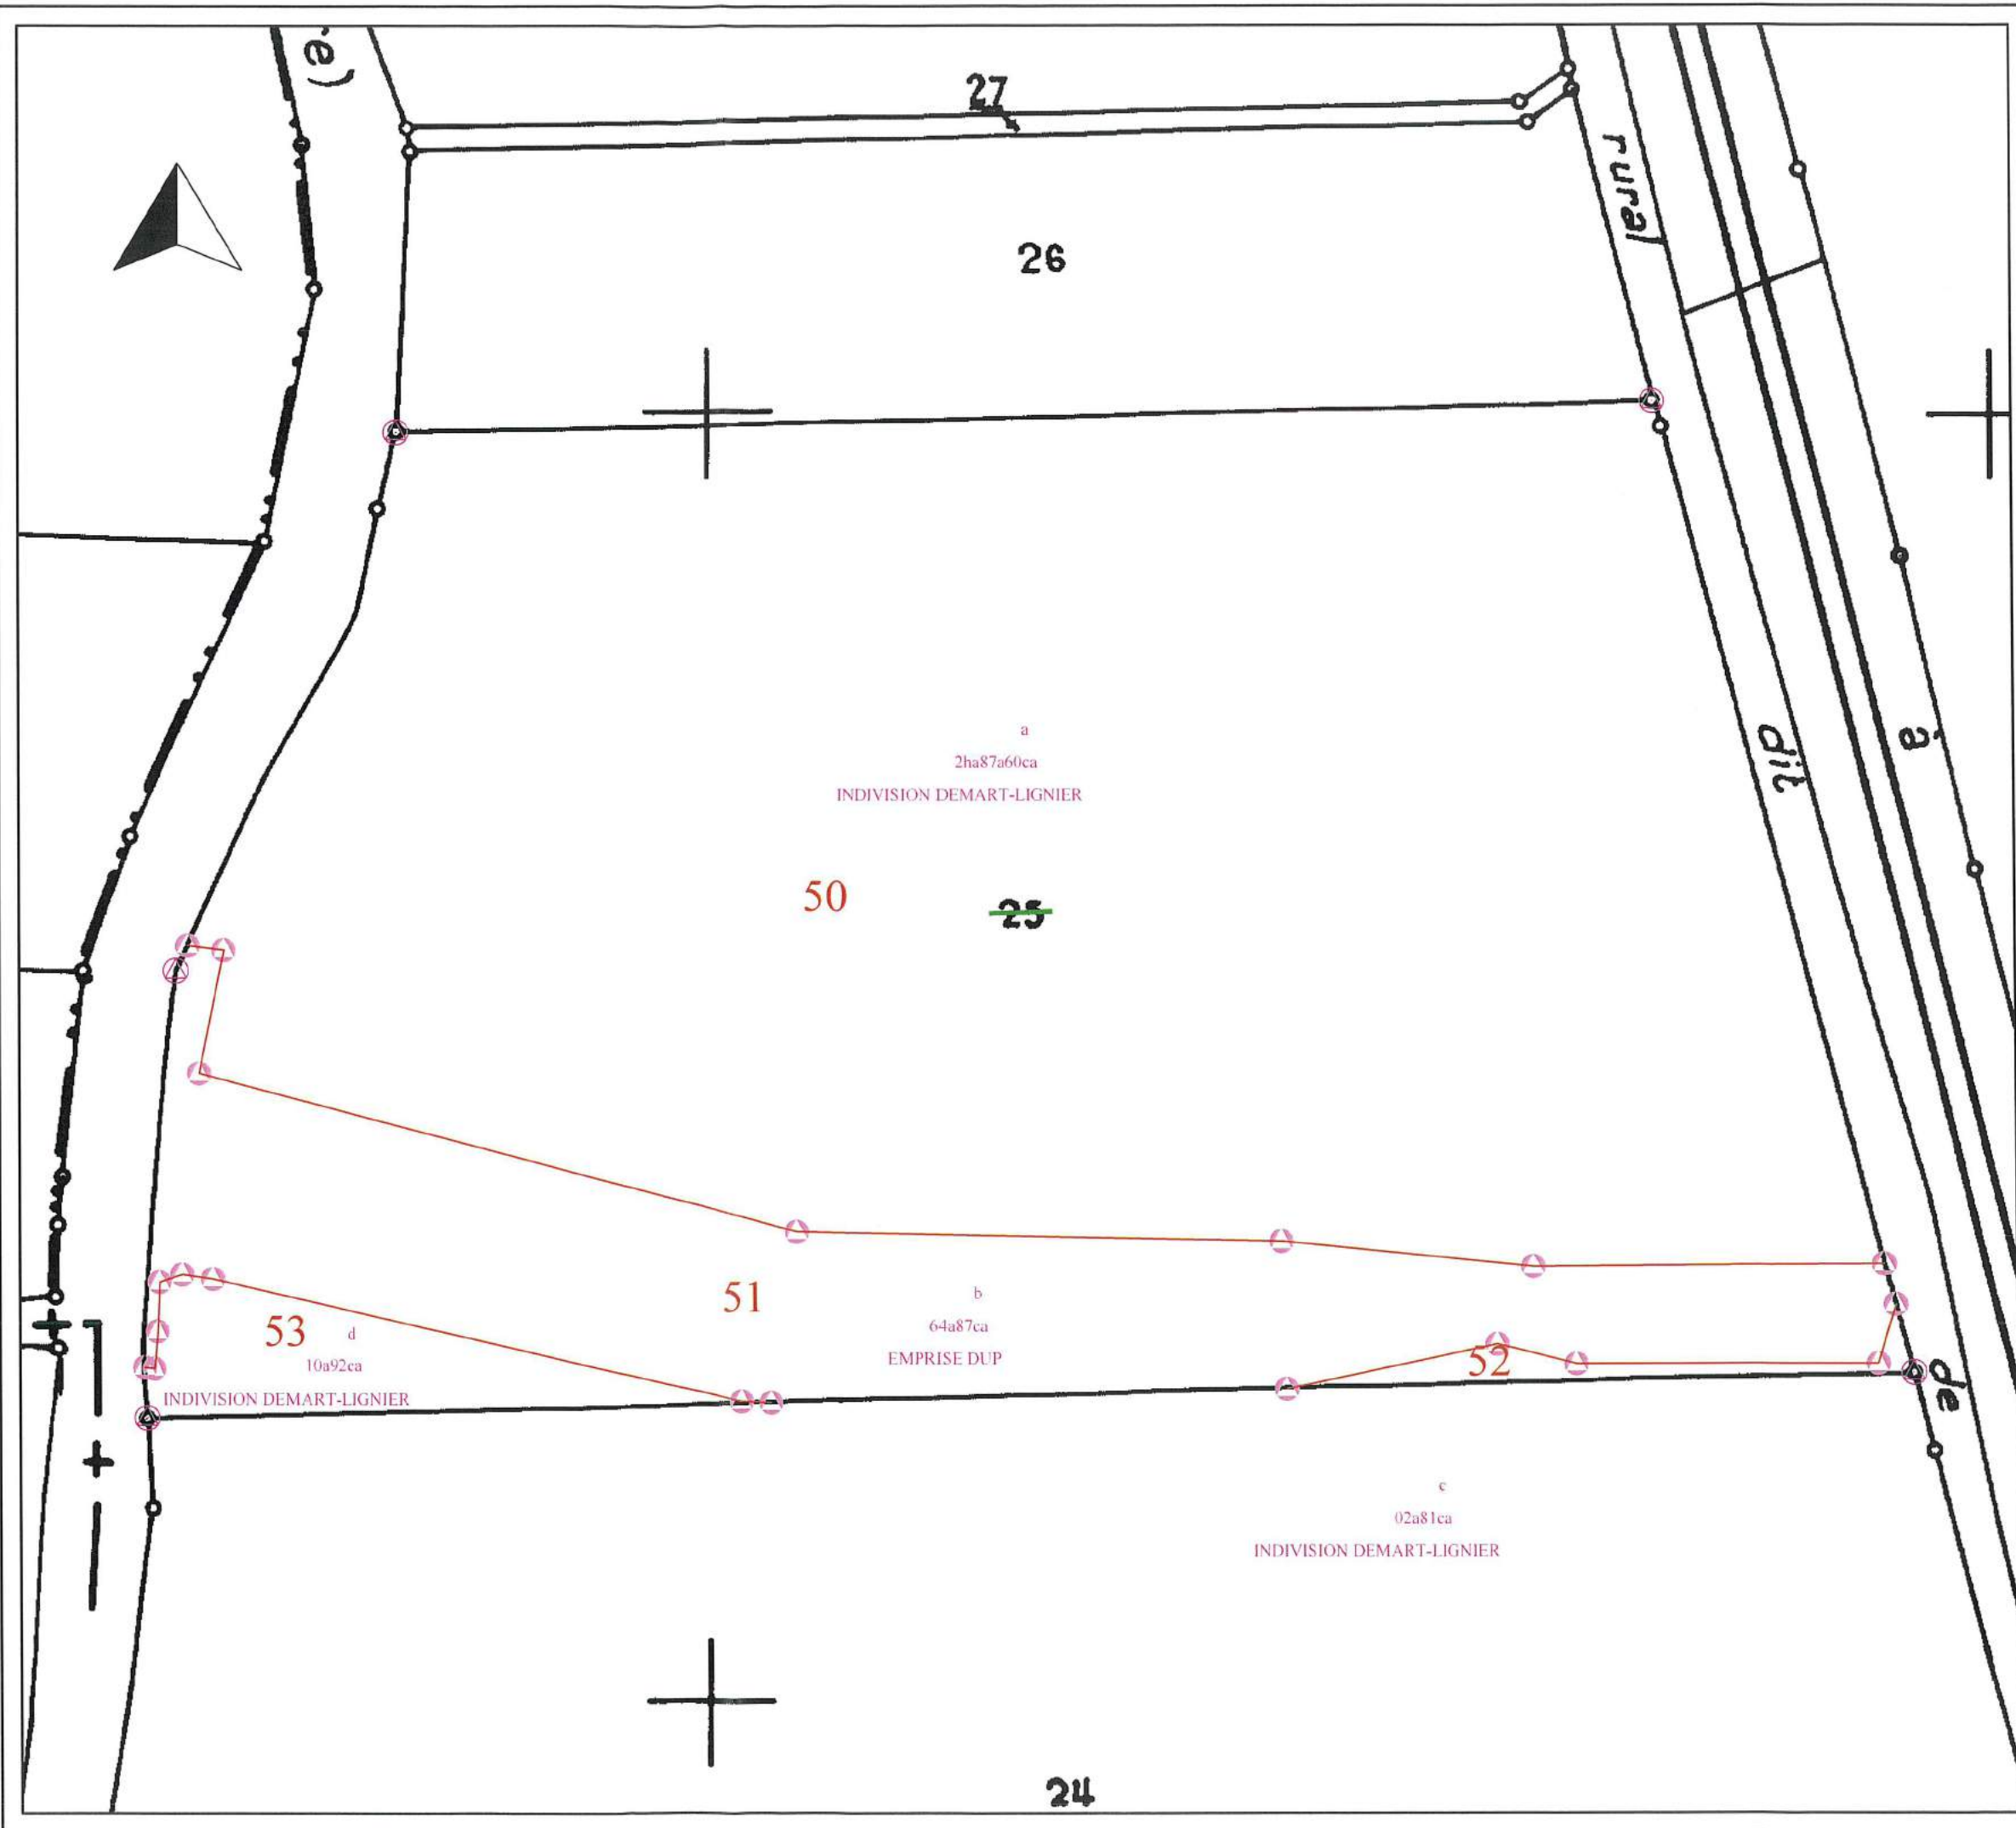 re)
27
rural
26
a
2ha87a60ca
INDIVISION DEMART-LIGNIER
dit
à
50
25
51
b
64a87ca
EMPRISE DUP
53
d
10a92ca
INDIVISION DEMART-LIGNIER
52
de
c
02a81ca
INDIVISION DEMART-LIGNIER
24